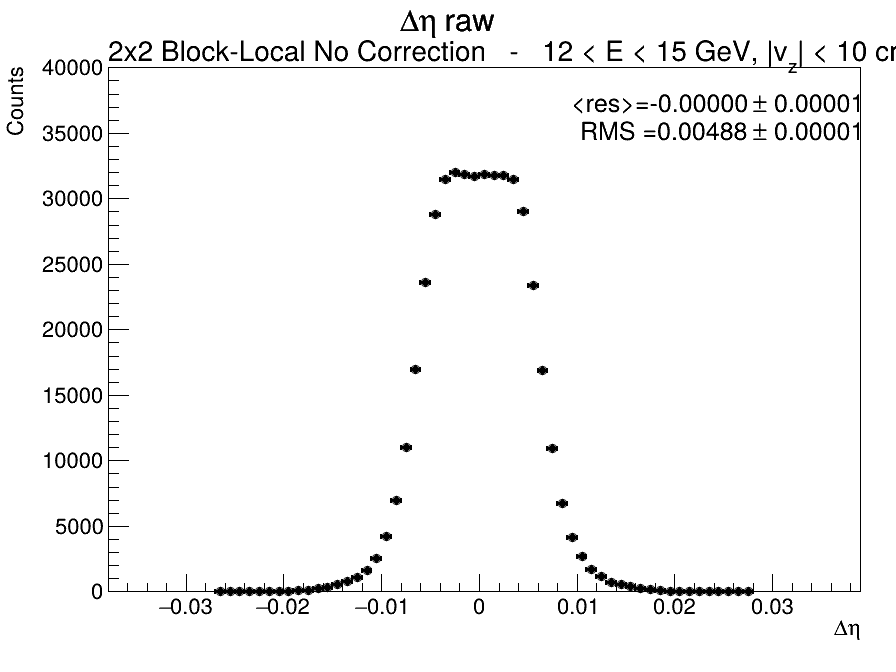 Δη raw
2x2 Block-Local No Correction - 12 < E < 15 GeV, |v_z| < 10 cm
Counts
<res>=-0.00000 ± 0.00001
RMS =0.00488 ± 0.00001
40000
35000
30000
25000
20000
15000
10000
5000
0
−0.03 −0.02 −0.01 0 0.01 0.02 0.03
Δη